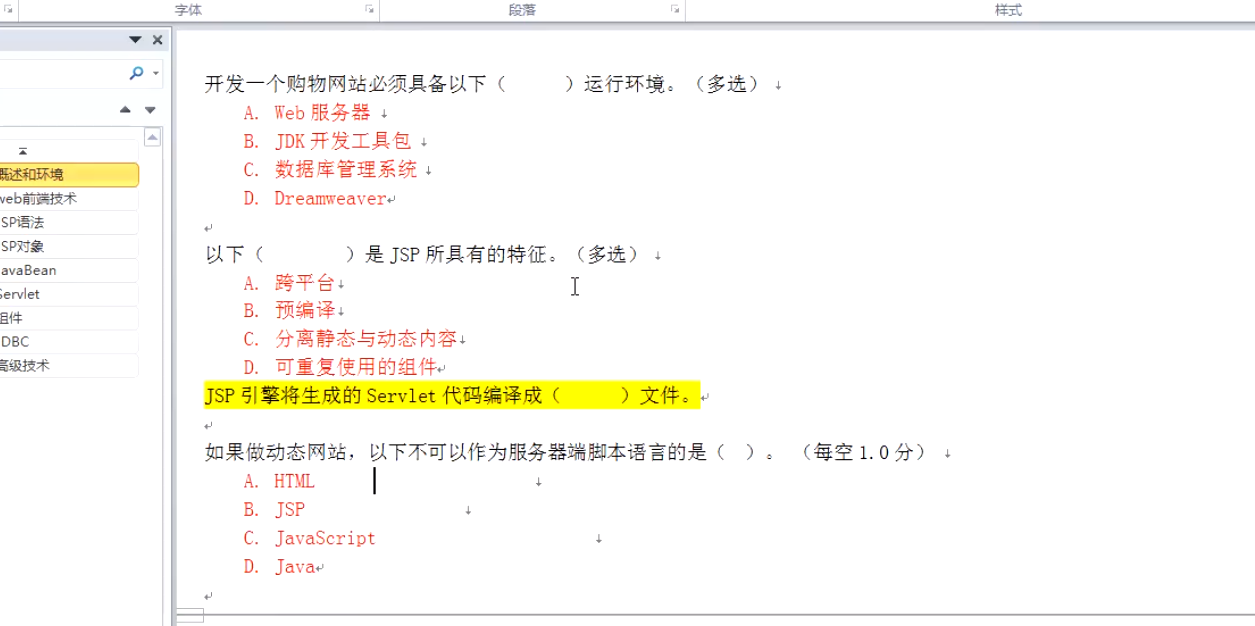 字体 段落 样式
概述和环境
web前端技术
SP语法
SP对象
avaBean
Servlet
组件
DBC
高级技术
开发一个购物网站必须具备以下（ ）运行环境。（多选）
A. Web 服务器
B. JDK 开发工具包
C. 数据库管理系统
D. Dreamweaver
以下（ ）是 JSP 所具有的特征。（多选）
A. 跨平台
B. 预编译
C. 分离静态与动态内容
D. 可重复使用的组件
JSP 引擎将生成的 Servlet 代码编译成（ ）文件。
如果做动态网站，以下不可以作为服务器端脚本语言的是（ ）。 （每空 1.0 分）
A. HTML
B. JSP
C. JavaScript
D. Java